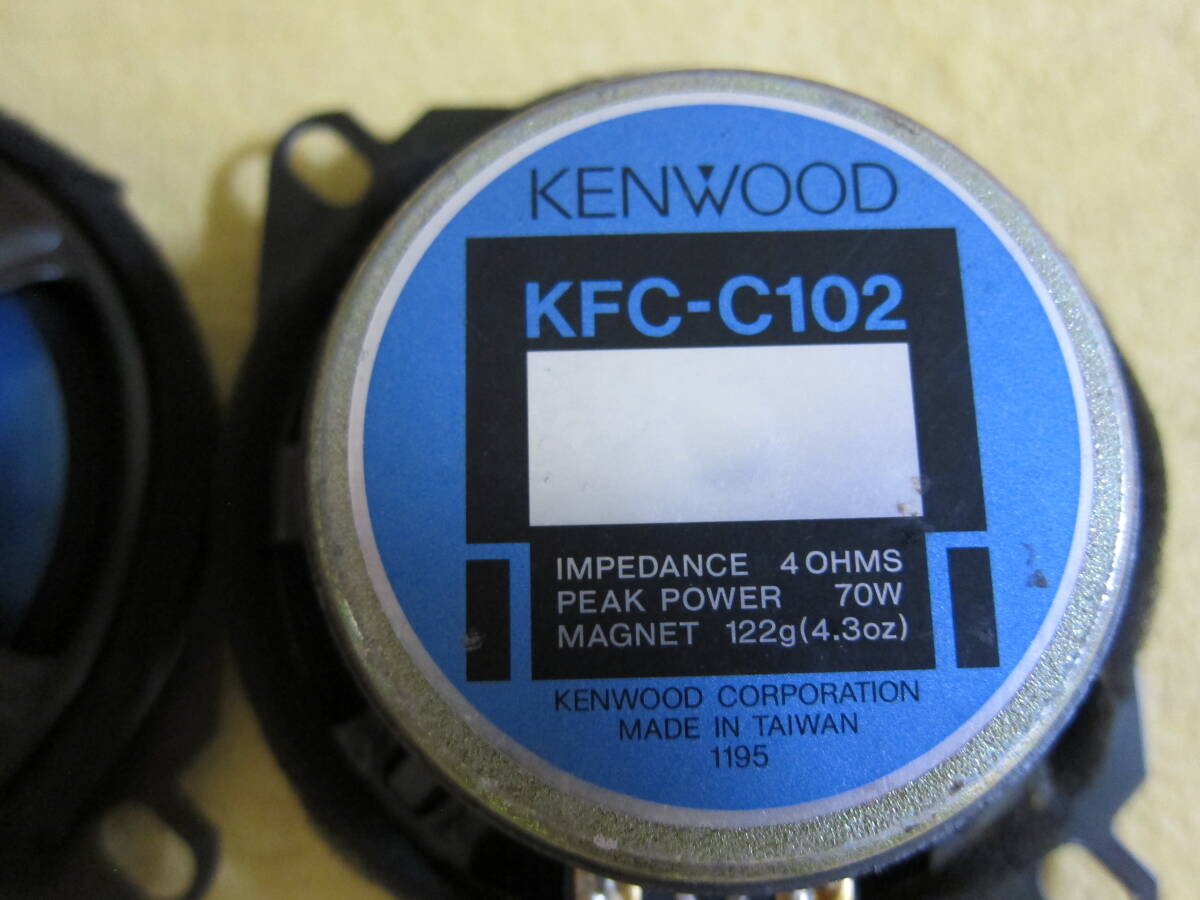 KENWOOD
KFC-C102
IMPEDANCE 4 OHMS
PEAK POWER 70W
MAGNET 122g(4.3oz)
KENWOOD CORPORATION
MADE IN TAIWAN
1195